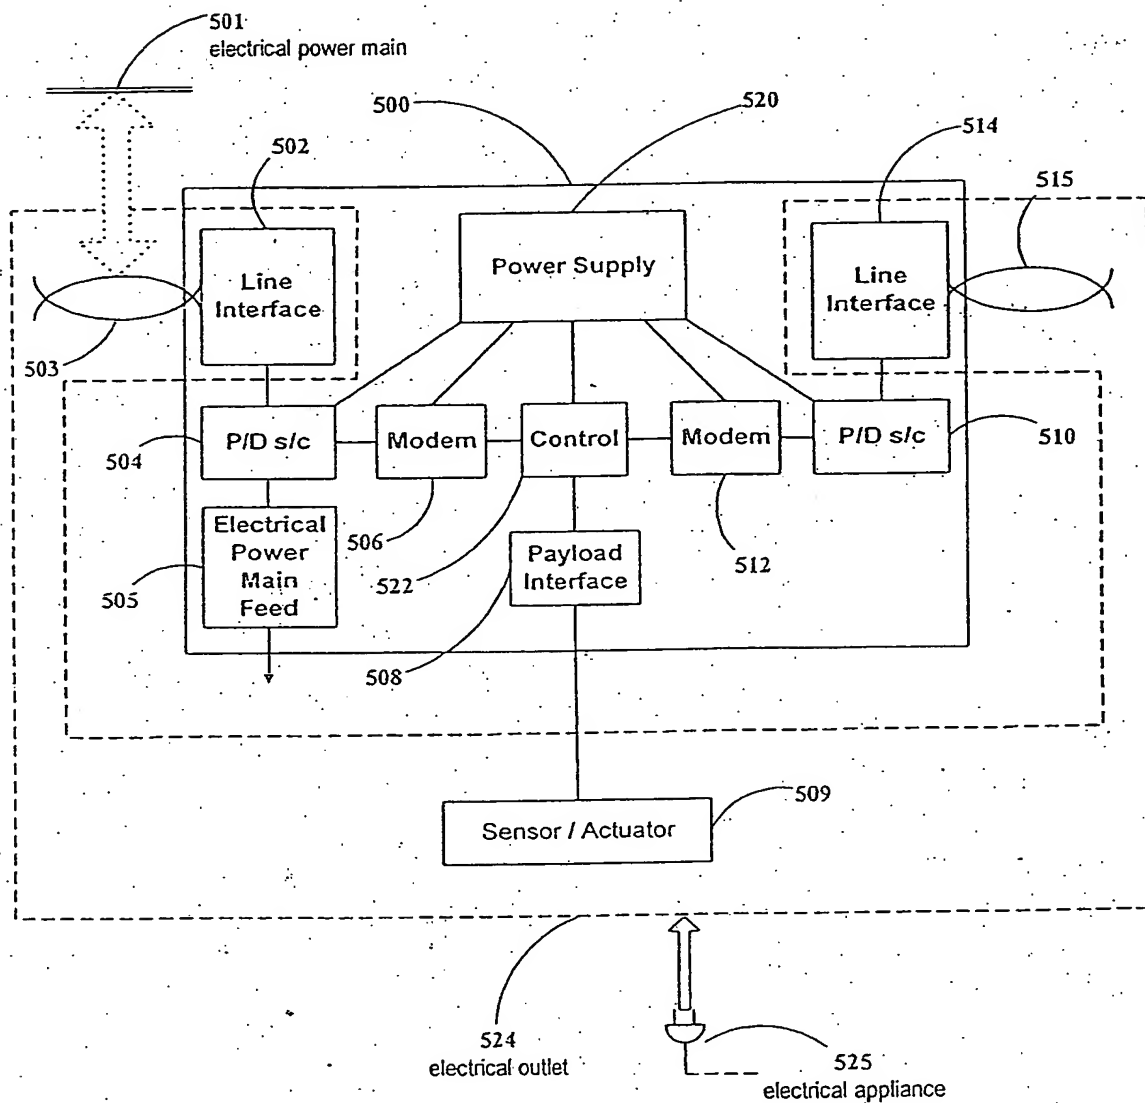 501
electrical power main
500
520
514
502
515
Line
Interface
Power Supply
Line
Interface
503
504
P/D s/c
Modem
Control
Modem
P/D s/c
510
Electrical
Power
Main
Feed
505
506
522
Payload
Interface
512
508
509
Sensor / Actuator
524
electrical outlet
525
electrical appliance